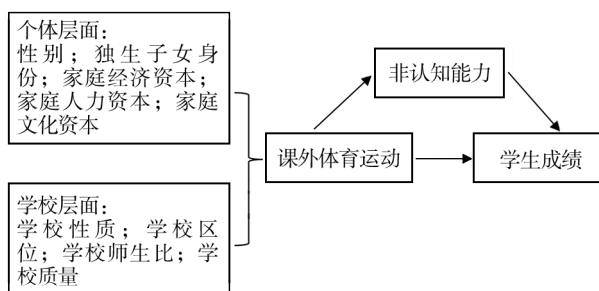 个体层面：
性别；独生子女身
份；家庭经济资本；
家庭人力资本；家庭
文化资本
非认知能力
课外体育运动
学生成绩
学校层面：
学校性质；学校区
位；学校师生比；学
校质量